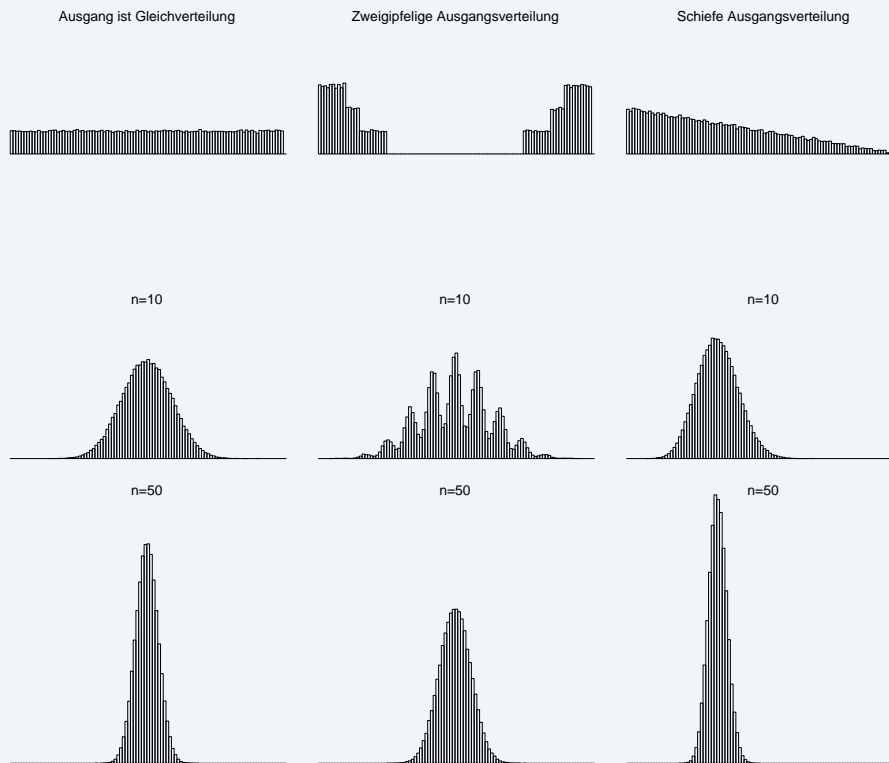 Ausgang ist Gleichverteilung
Zweigipfelige Ausgangsverteilung
Schiefe Ausgangsverteilung
n=10
n=10
n=10
n=50
n=50
n=50